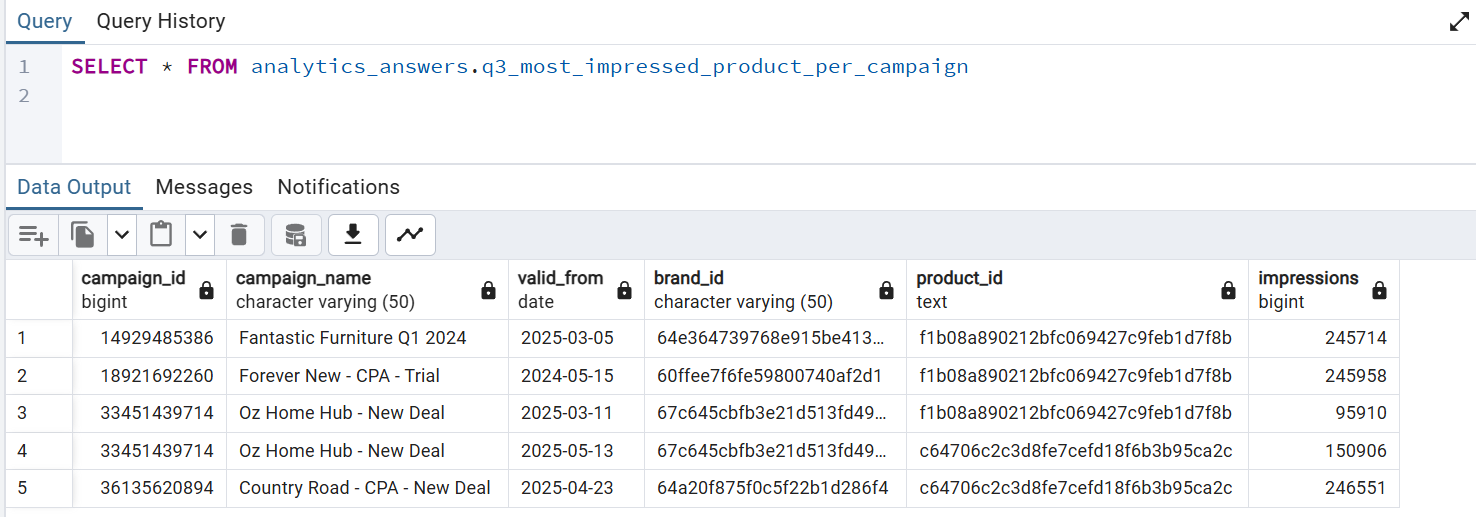 Query Query History
1 SELECT * FROM analytics_answers.q3_most_impressed_product_per_campaign
2
Data Output Messages Notifications
campaign_id campaign_name valid_from brand_id product_id impressions
bigint character varying (50) date character varying (50) text bigint
1 14929485386 Fantastic Furniture Q1 2024 2025-03-05 64e364739768e915be413... f1b08a890212bfc069427c9feb1d7f8b 245714
2 18921692260 Forever New - CPA - Trial 2024-05-15 60ffee7f6fe59800740af2d1 f1b08a890212bfc069427c9feb1d7f8b 245958
3 33451439714 Oz Home Hub - New Deal 2025-03-11 67c645cbfb3e21d513fd49... f1b08a890212bfc069427c9feb1d7f8b 95910
4 33451439714 Oz Home Hub - New Deal 2025-05-13 67c645cbfb3e21d513fd49... c64706c2c3d8fe7cefd18f6b3b95ca2c 150906
5 36135620894 Country Road - CPA - New Deal 2025-04-23 64a20f875f0c5f22b1d286f4 c64706c2c3d8fe7cefd18f6b3b95ca2c 246551